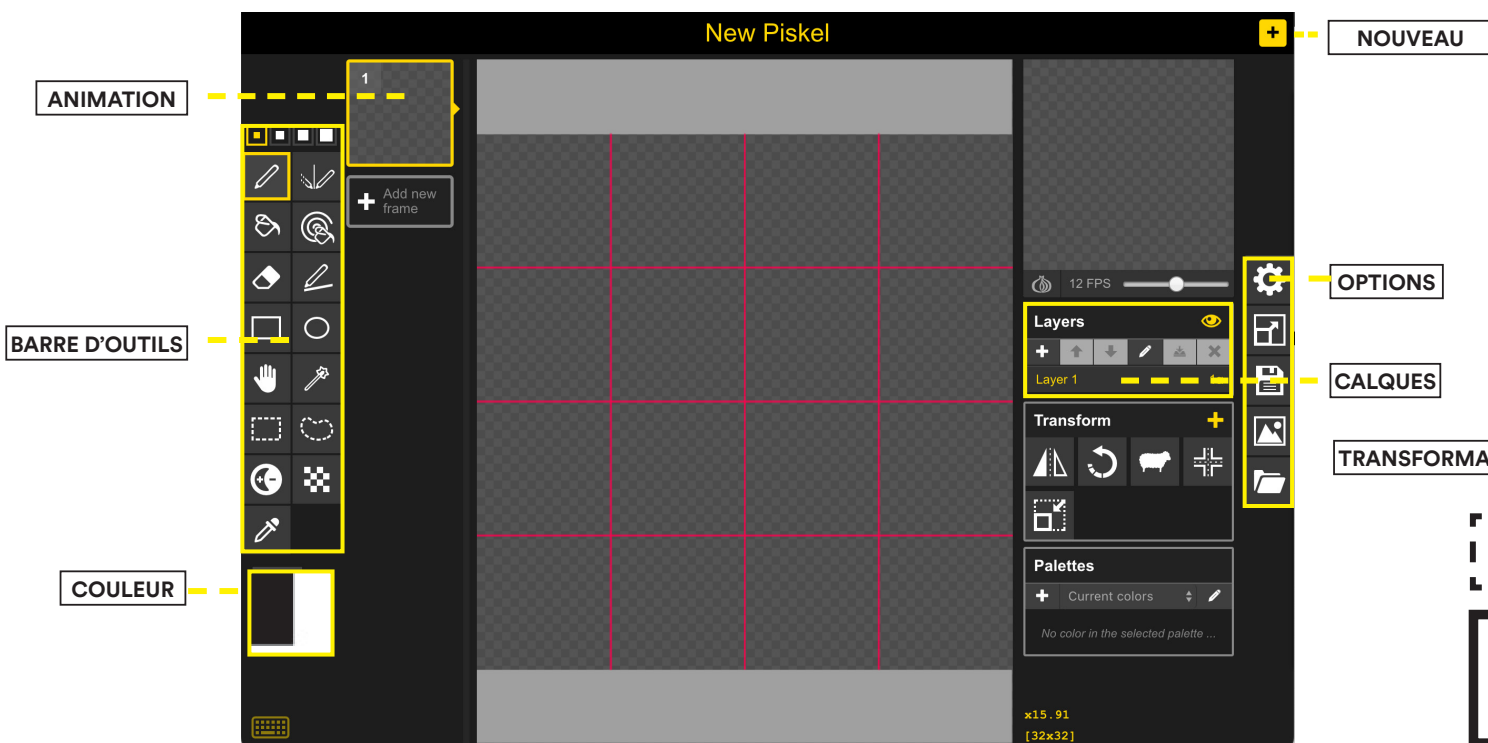 New Piskel
+
NOUVEAU
ANIMATION
1
Add new
frame
12 FPS
OPTIONS
BARRE D'OUTILS
Layers
Layer 1
CALQUES
Transform
TRANSFORMA
Palettes
Current colors
No color in the selected palette ...
COULEUR
x15.91
[32x32]